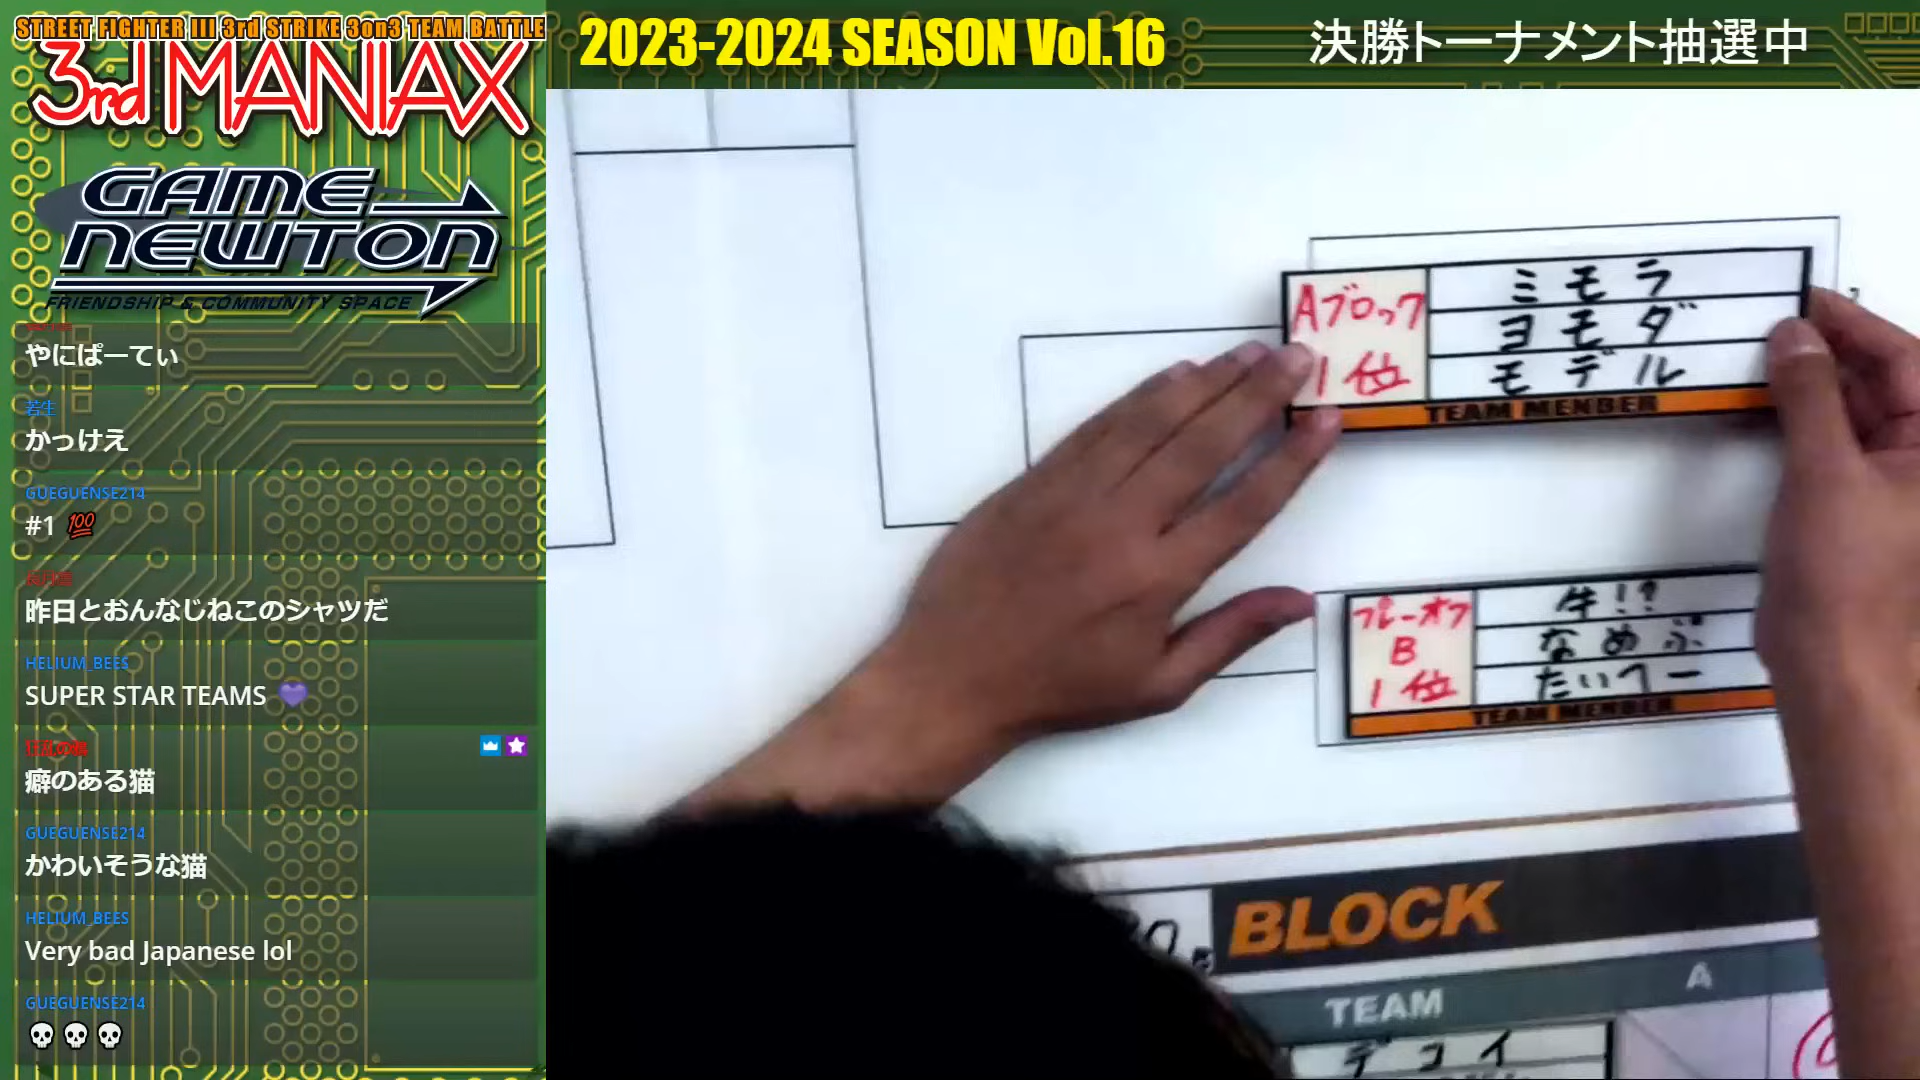 STREET FIGHTER III 3rd STRIKE 3on3 TEAM BATTLE
3rd MANIAX
GAME NEWTON
FRIENDSHIP & COMMUNITY SPACE
2023-2024 SEASON Vol.16
決勝トーナメント抽選中
やにぱーてぃ
若生
かっけえ
GUEGUENSE214
#1 💯
昨日とおんなじねこのシャツだ
HELIUM_BEES
SUPER STAR TEAMS 💜
癖のある猫
GUEGUENSE214
かわいそうな猫
HELIUM_BEES
Very bad Japanese lol
GUEGUENSE214
💀💀💀
Aブロック
1位
ミモラ
ヨモダ
モデル
TEAM MENBER
プレーオフ
B
1位
牛!?
なめぶ
たいへー
TEAM MENBER
BLOCK
TEAM
A
デコイ